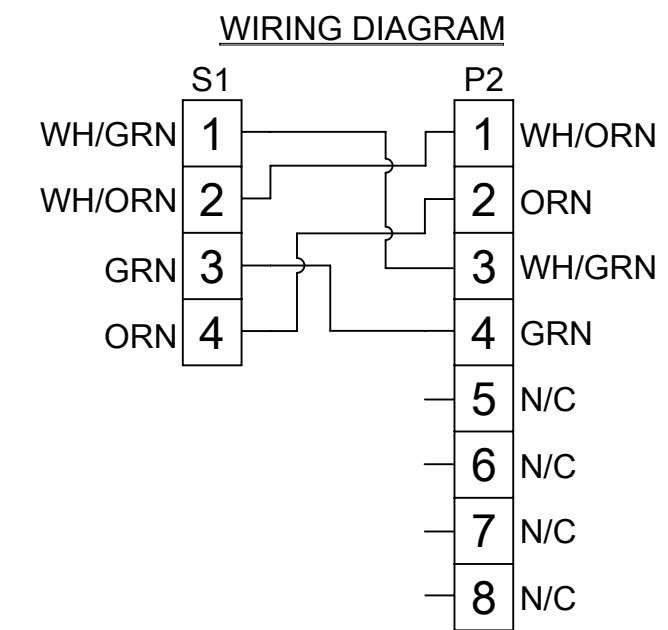 WIRING DIAGRAM
S1 P2
WH/GRN 1 1 WH/ORN
WH/ORN 2 2 ORN
GRN 3 3 WH/GRN
ORN 4 4 GRN
5 N/C
6 N/C
7 N/C
8 N/C